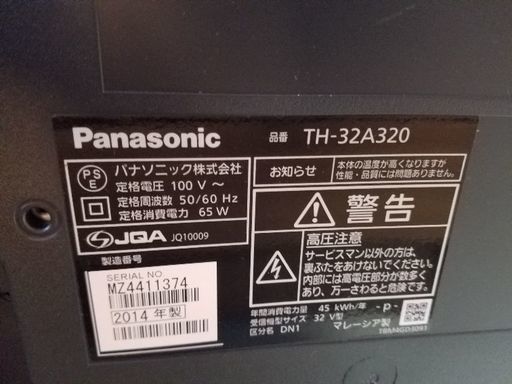 Panasonic
品番 TH-32A320
PS
E
パナソニック株式会社
定格電圧 100 V ～
定格周波数 50/60 Hz
定格消費電力 65 W
JQA JQ10009
お知らせ
本体の温度が高くなりますが
性能・品質には問題ありません。
警告
高圧注意
サービスマン以外の方は、
裏ぶたをあけないでください。
内部には高電圧部分が数多く
あり、万一さわると危険です。
製造番号
SERIAL NO.
MZ4411374
2014 年製
年間消費電力量 45 kWh/年 -p-
受信機型サイズ 32 V型
区分名 DN1 マレーシア製